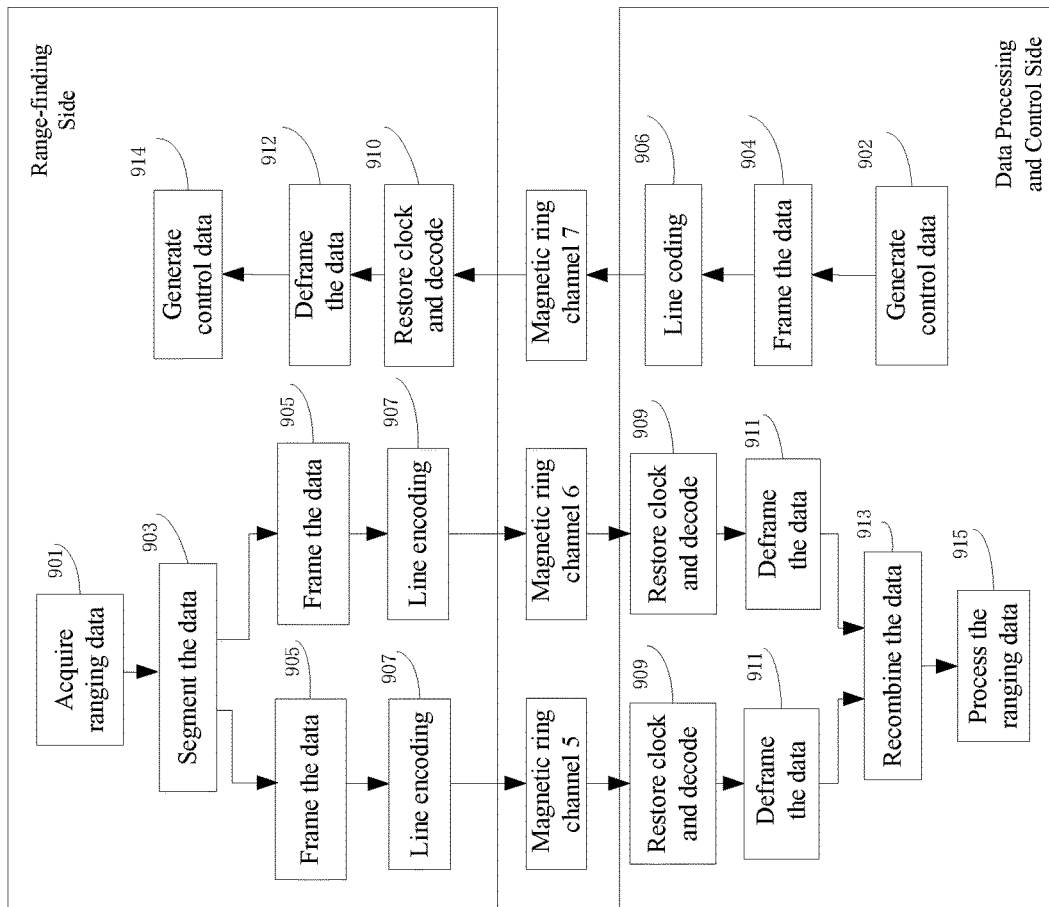 Range-finding
Side
901
Acquire
ranging data
903
Segment the data
905
Frame the data
905
Frame the data
907
Line encoding
907
Line encoding
914
Generate
control data
912
Deframe
the data
910
Restore clock
and decode
Magnetic ring
channel 5
Magnetic ring
channel 6
Magnetic ring
channel 7
909
Restore clock
and decode
909
Restore clock
and decode
911
Deframe
the data
911
Deframe
the data
913
Recombine the data
915
Process the
ranging data
906
Line coding
904
Frame the data
902
Generate
control data
Data Processing
and Control Side